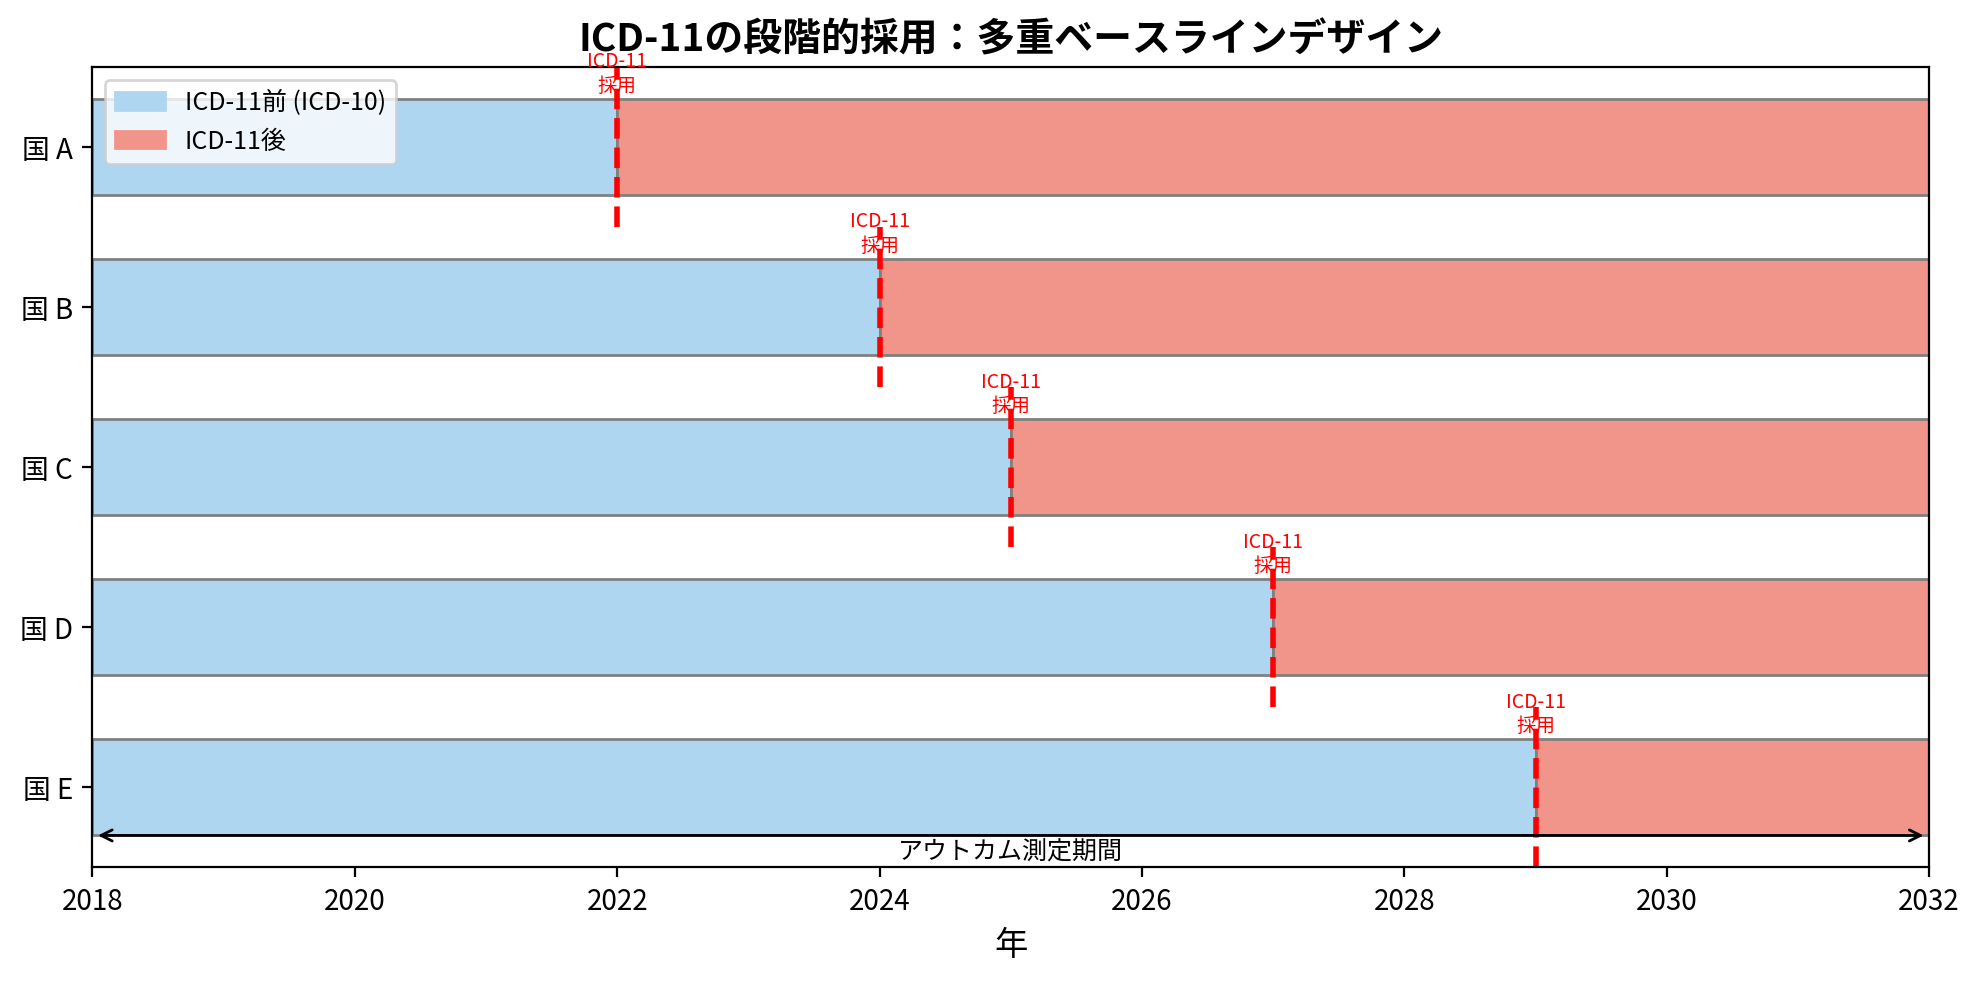 ICD-11の段階的採用：多重ベースラインデザイン
ICD-11前 (ICD-10)
ICD-11後
ICD-11
採用
国 A
ICD-11
採用
国 B
ICD-11
採用
国 C
ICD-11
採用
国 D
ICD-11
採用
国 E
アウトカム測定期間
2018
2020
2022
2024
2026
2028
2030
2032
年